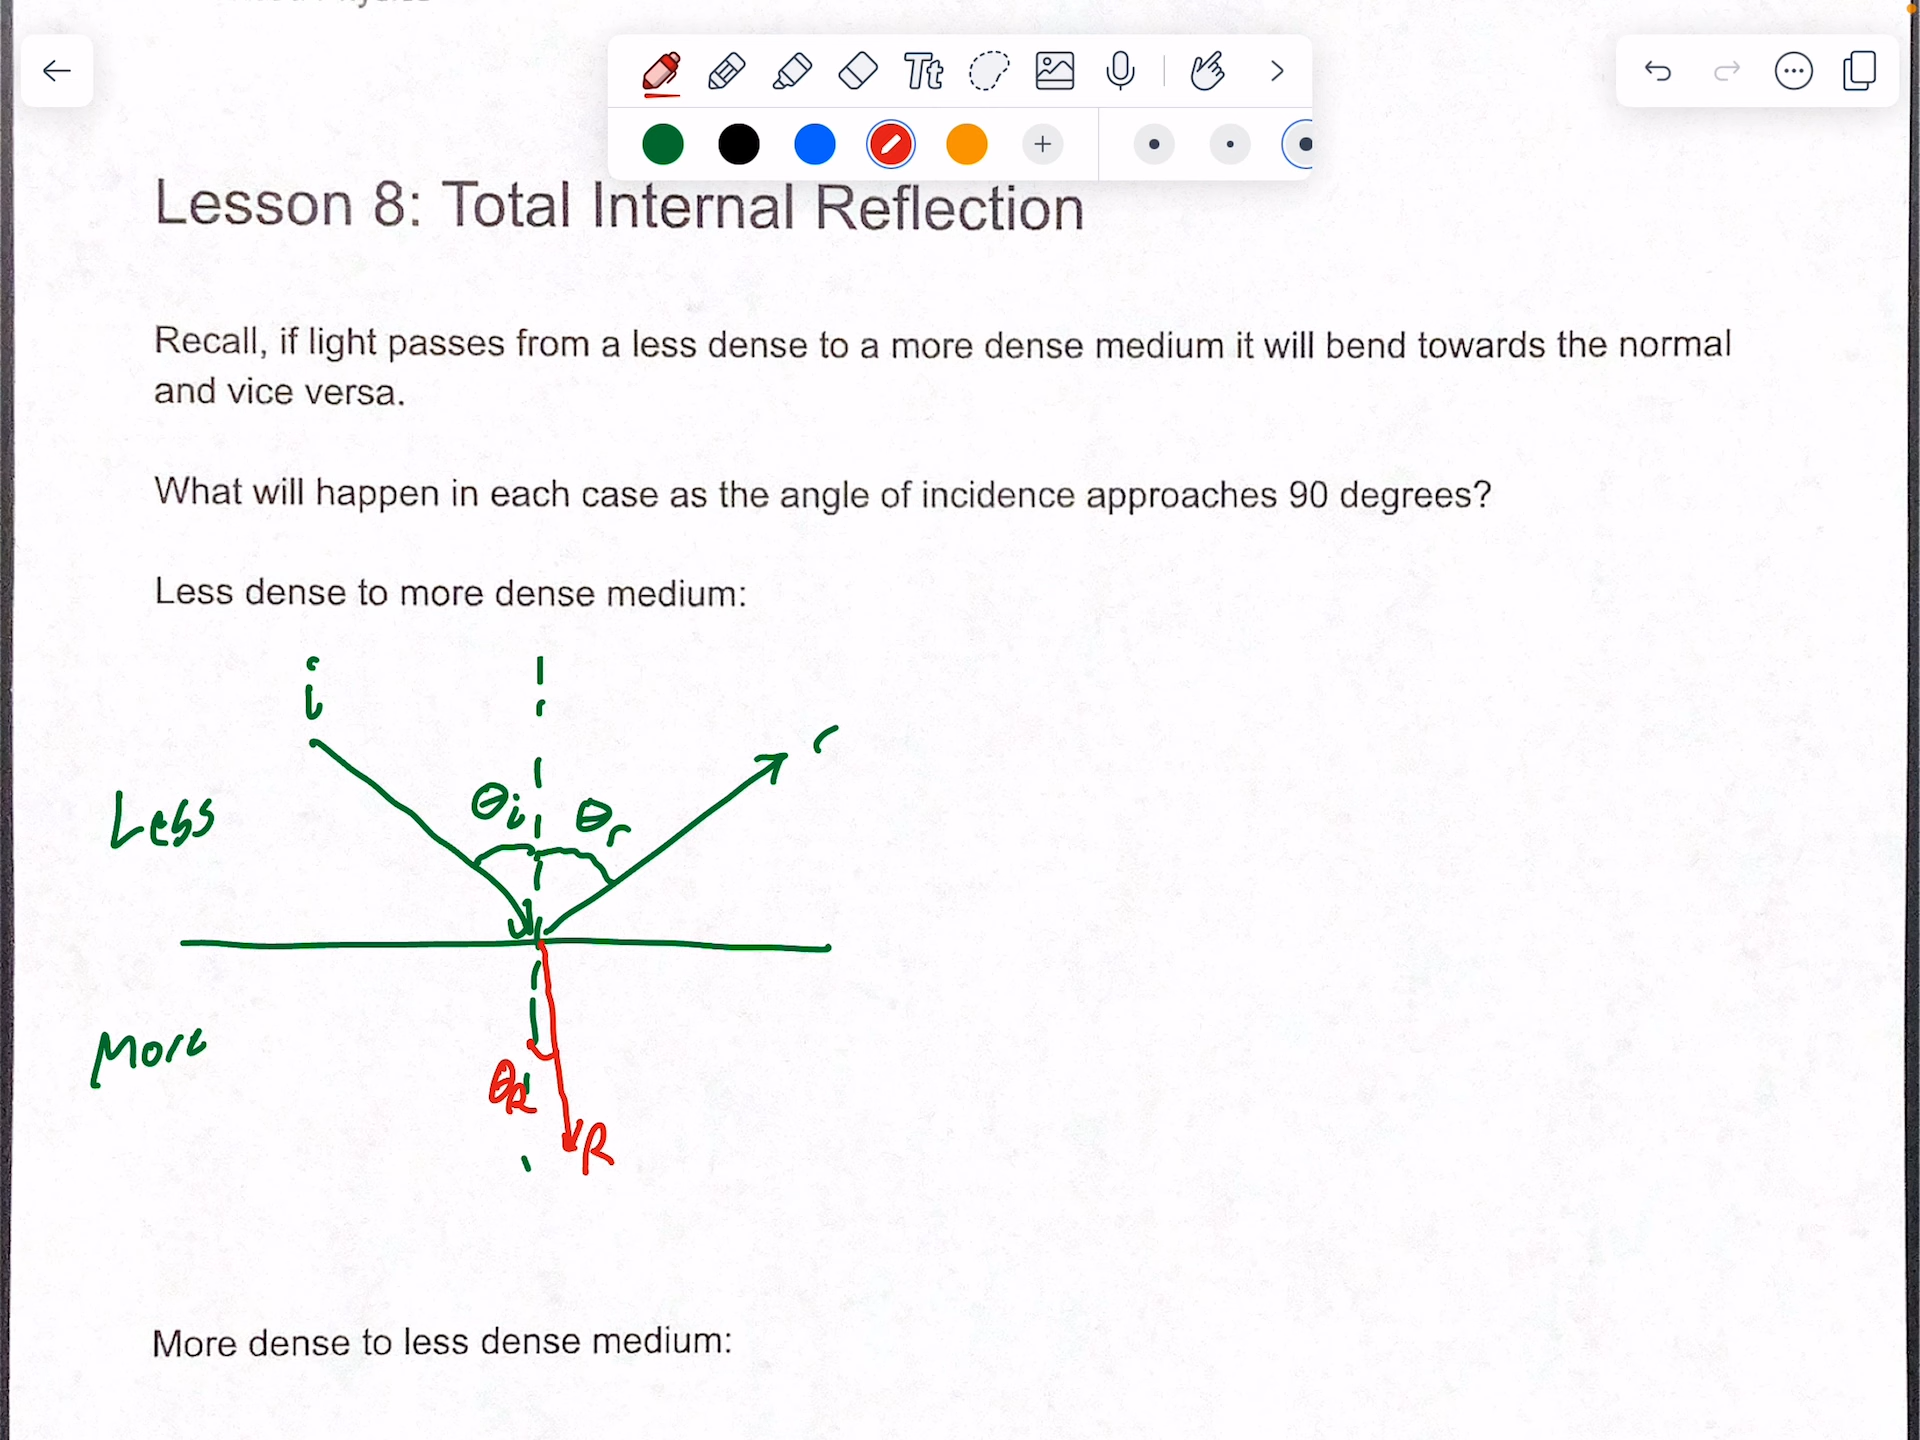 Tt
Lesson 8: Total Internal Reflection
Recall, if light passes from a less dense to a more dense medium it will bend towards the normal
and vice versa.
What will happen in each case as the angle of incidence approaches 90 degrees?
Less dense to more dense medium:
i
r
Less
θi θr
More
θR
R
More dense to less dense medium: